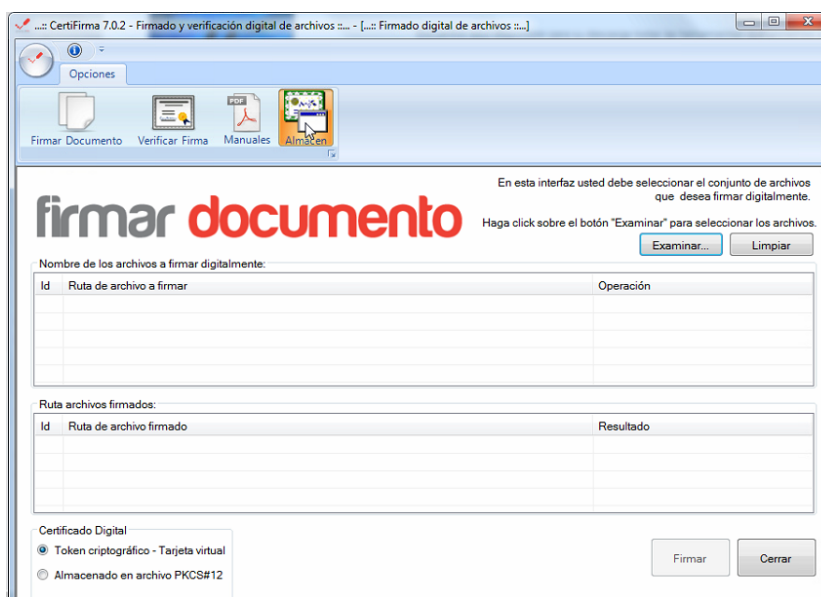 ...:: CertiFirma 7.0.2 - Firmado y verificación digital de archivos ::... - [...:: Firmado digital de archivos ::...]
Opciones
Firmar Documento
Verificar Firma
PDF
Manuales
Almacen
firmar documento
En esta interfaz usted debe seleccionar el conjunto de archivos
que desea firmar digitalmente.
Haga click sobre el botón "Examinar" para seleccionar los archivos.
Examinar... Limpiar
Nombre de los archivos a firmar digitalmente:
Id Ruta de archivo a firmar Operación
Ruta archivos firmados:
Id Ruta de archivo firmado Resultado
Certificado Digital
Token criptográfico - Tarjeta virtual
Almacenado en archivo PKCS#12
Firmar Cerrar